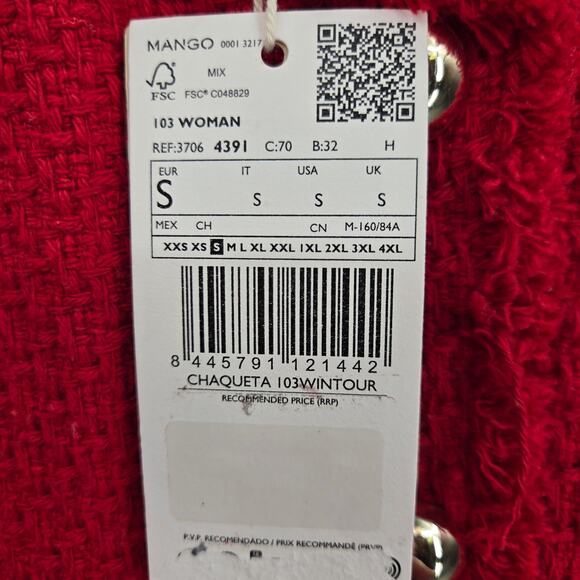 MANGO 0001 3217
MIX
FSC FSC® C048829
103 WOMAN
REF:3706 4391 C:70 B:32 H
EUR IT USA UK
S S S S
MEX CH CN M-160/84A
XXS XS S M L XL XXL 1XL 2XL 3XL 4XL
8 445791 121442
CHAQUETA 103WINTOUR
RECOMMENDED PRICE (RRP)
P.V.P. RECOMENDADO / PRIX RECOMMANDÉ (PRVP)